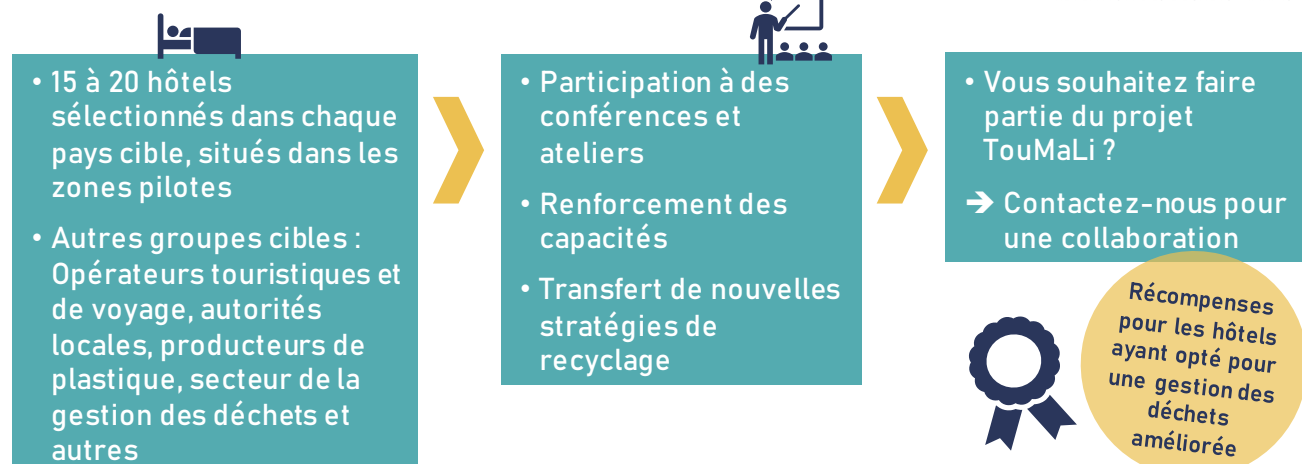 • 15 à 20 hôtels
sélectionnés dans chaque
pays cible, situés dans les
zones pilotes
• Autres groupes cibles :
Opérateurs touristiques et
de voyage, autorités
locales, producteurs de
plastique, secteur de la
gestion des déchets et
autres
• Participation à des
conférences et
ateliers
• Renforcement des
capacités
• Transfert de nouvelles
stratégies de
recyclage
• Vous souhaitez faire
partie du projet
TouMaLi ?
➔ Contactez-nous pour
une collaboration
Récompenses
pour les hôtels
ayant opté pour
une gestion des
déchets
améliorée